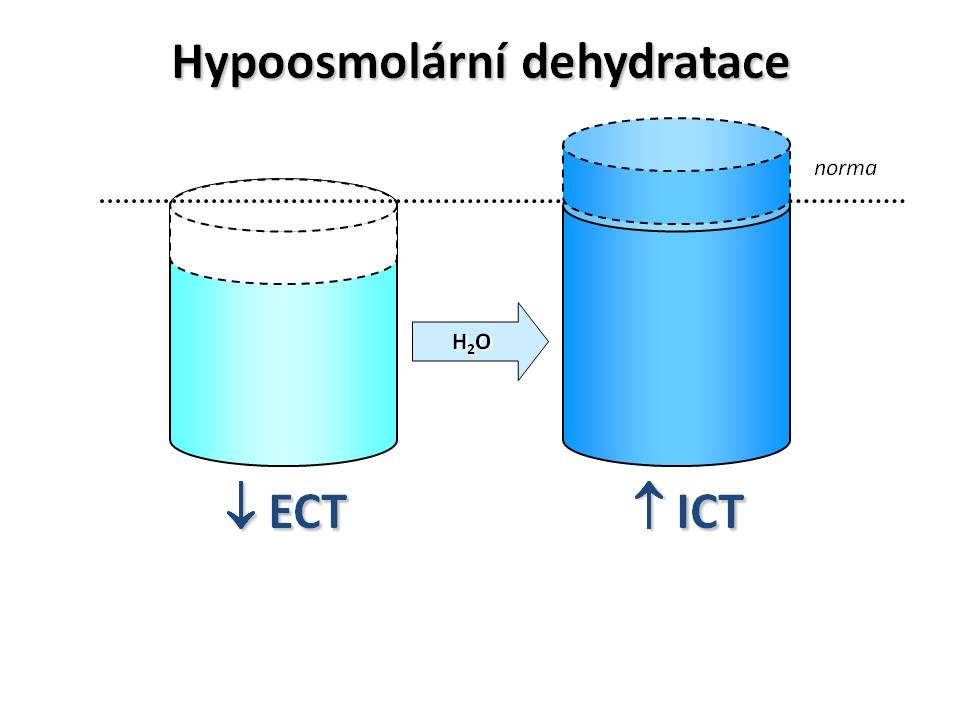 Hypoosmolární dehydratace
norma
H₂O
↓ ECT
↑ ICT